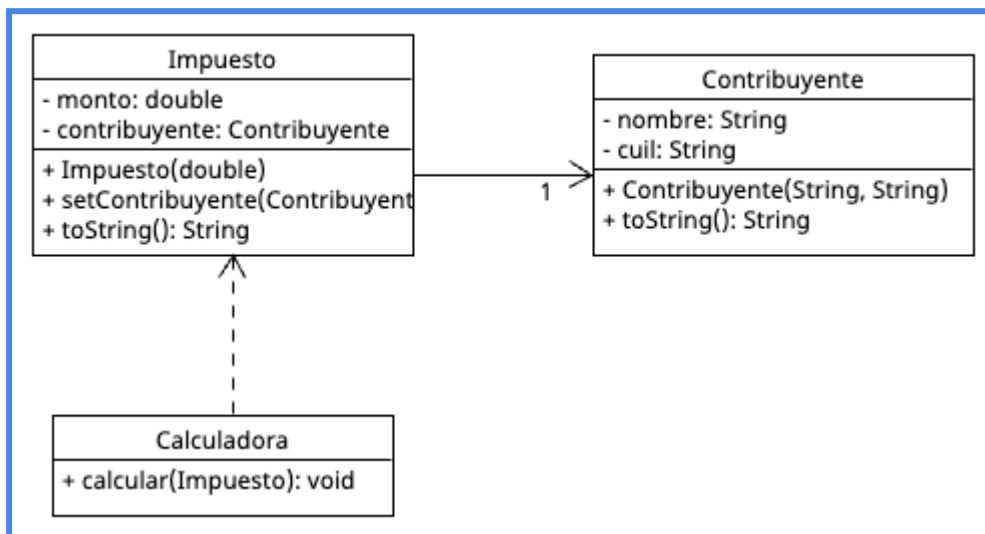 Impuesto
- monto: double
- contribuyente: Contribuyente
+ Impuesto(double)
+ setContribuyente(Contribuyent
+ toString(): String
1
Contribuyente
- nombre: String
- cuil: String
+ Contribuyente(String, String)
+ toString(): String
Calculadora
+ calcular(Impuesto): void